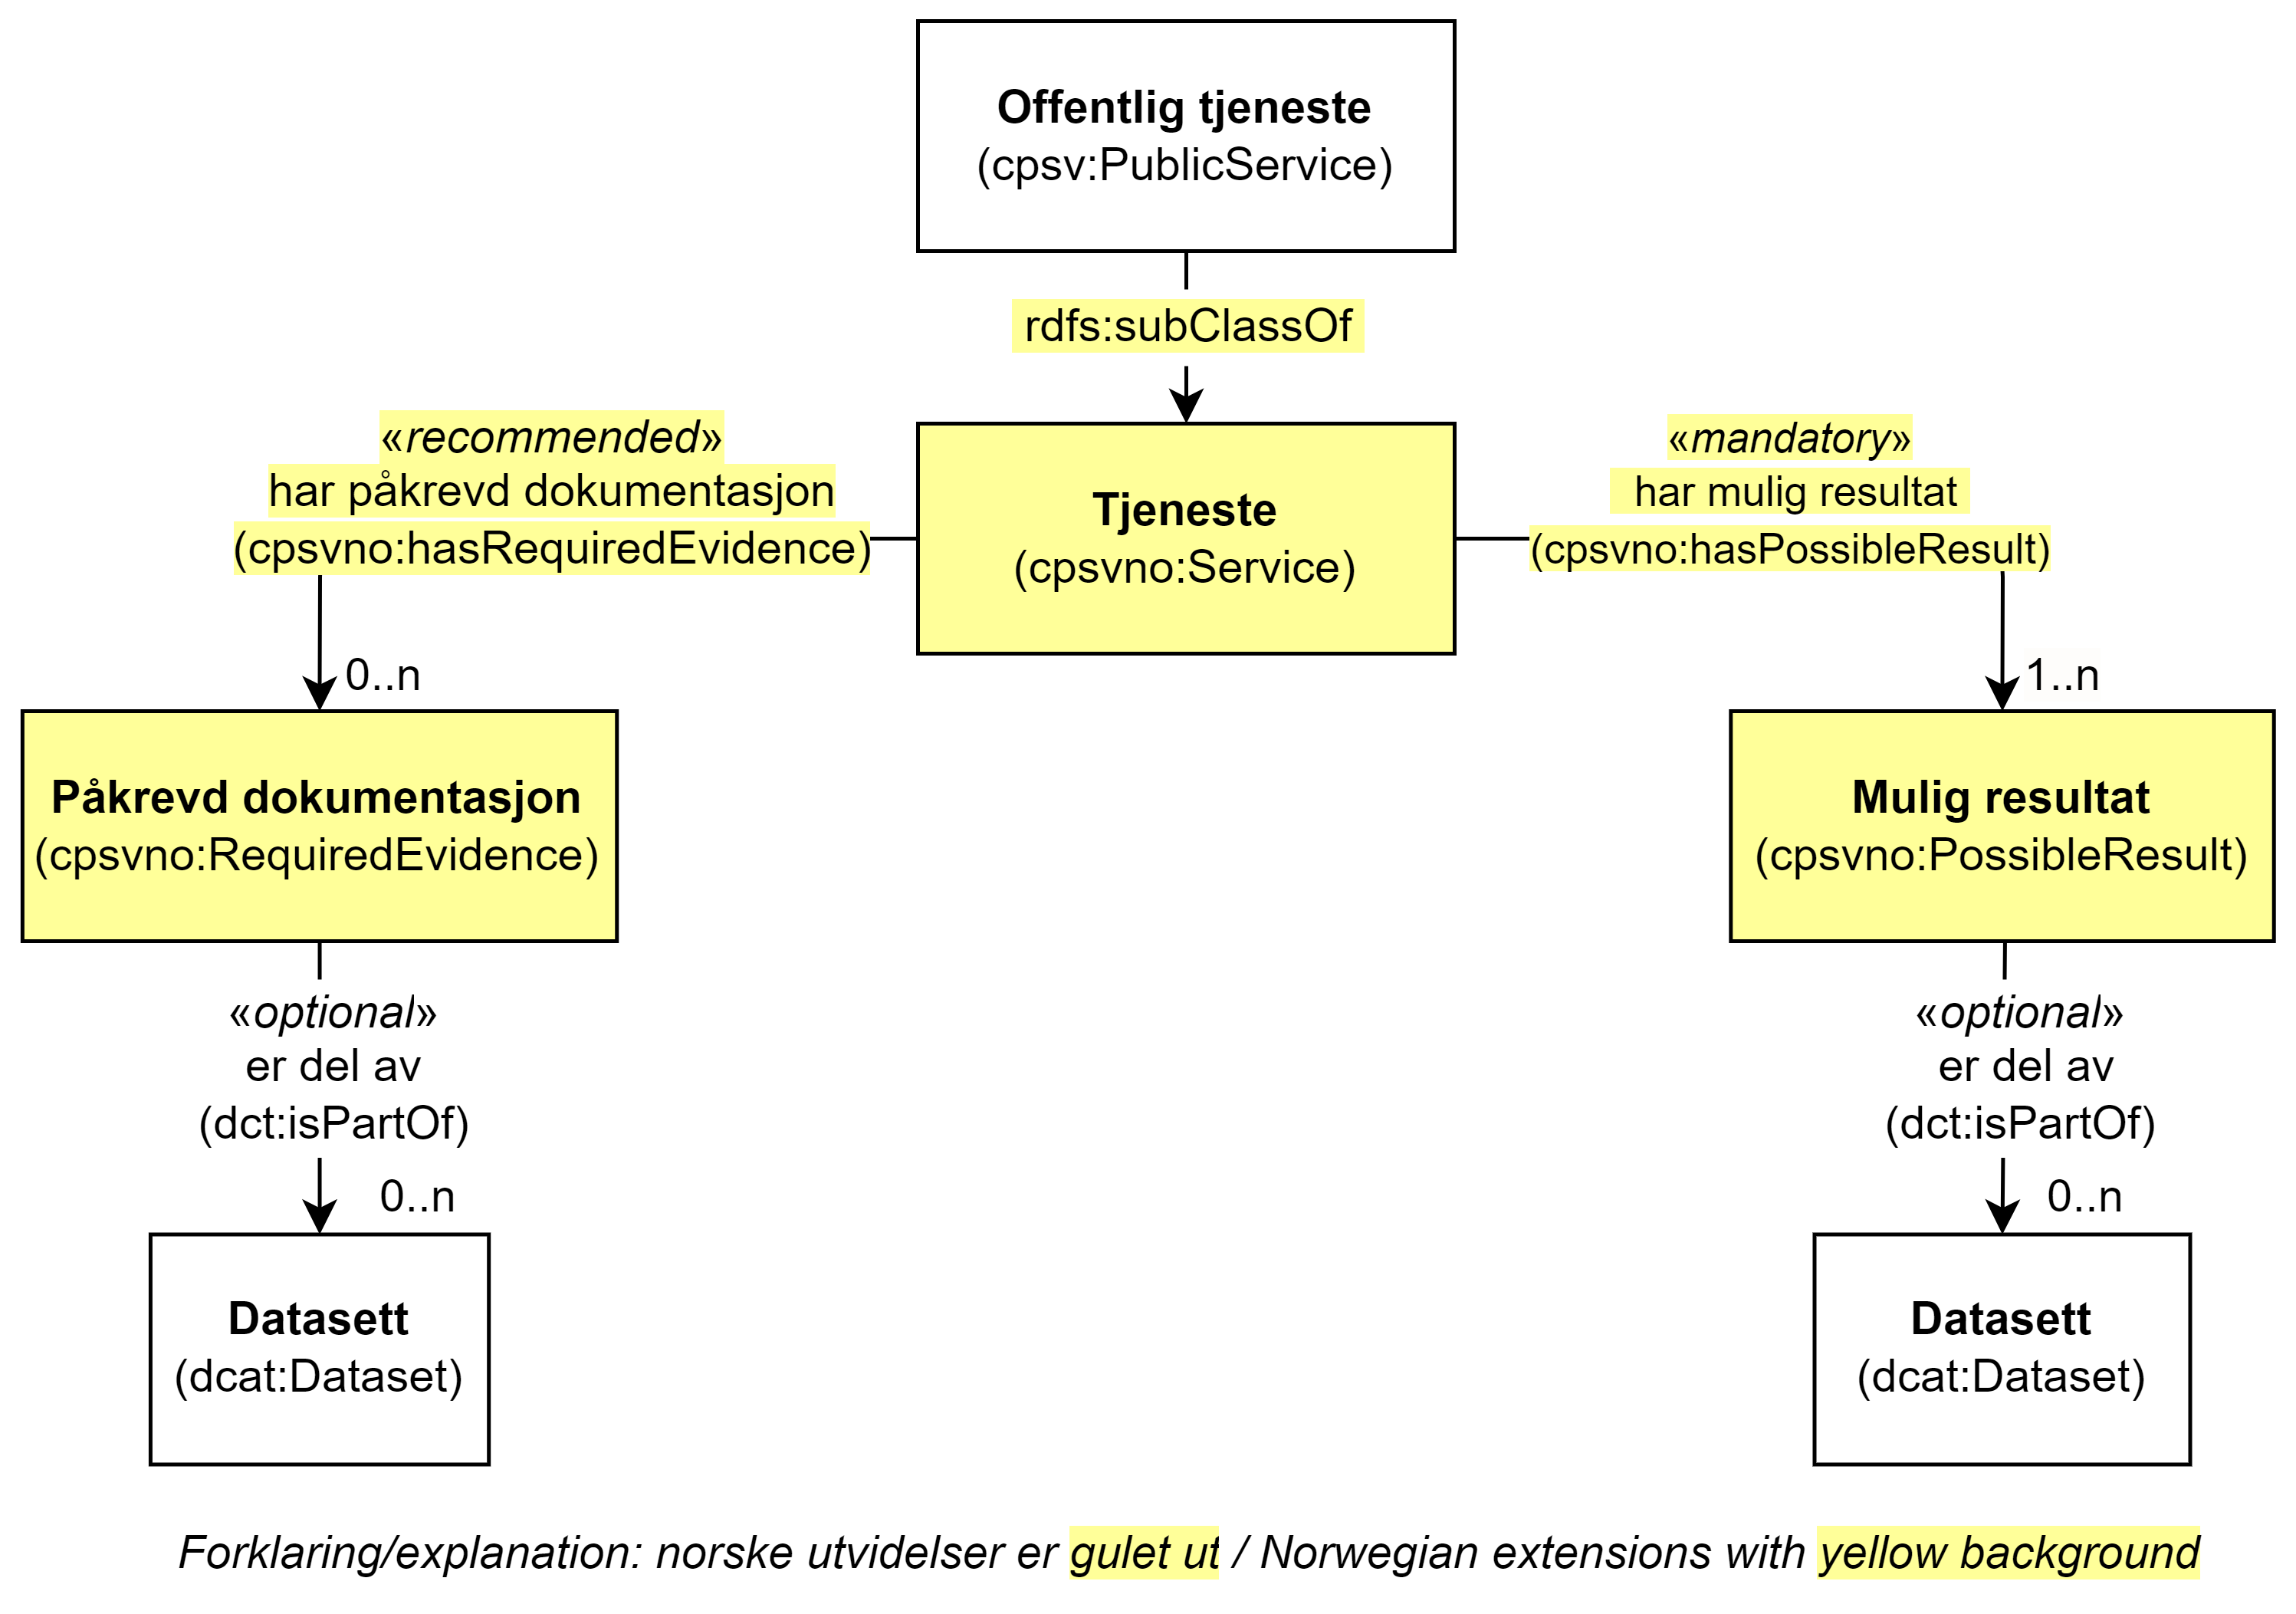 Offentlig tjeneste
(cpsv:PublicService)
rdfs:subClassOf
«recommended»
har påkrevd dokumentasjon
(cpsvno:hasRequiredEvidence)
Tjeneste
(cpsvno:Service)
«mandatory»
har mulig resultat
(cpsvno:hasPossibleResult)
0..n
1..n
Påkrevd dokumentasjon
(cpsvno:RequiredEvidence)
Mulig resultat
(cpsvno:PossibleResult)
«optional»
er del av
(dct:isPartOf)
0..n
«optional»
er del av
(dct:isPartOf)
0..n
Datasett
(dcat:Dataset)
Datasett
(dcat:Dataset)
Forklaring/explanation: norske utvidelser er gulet ut / Norwegian extensions with yellow background